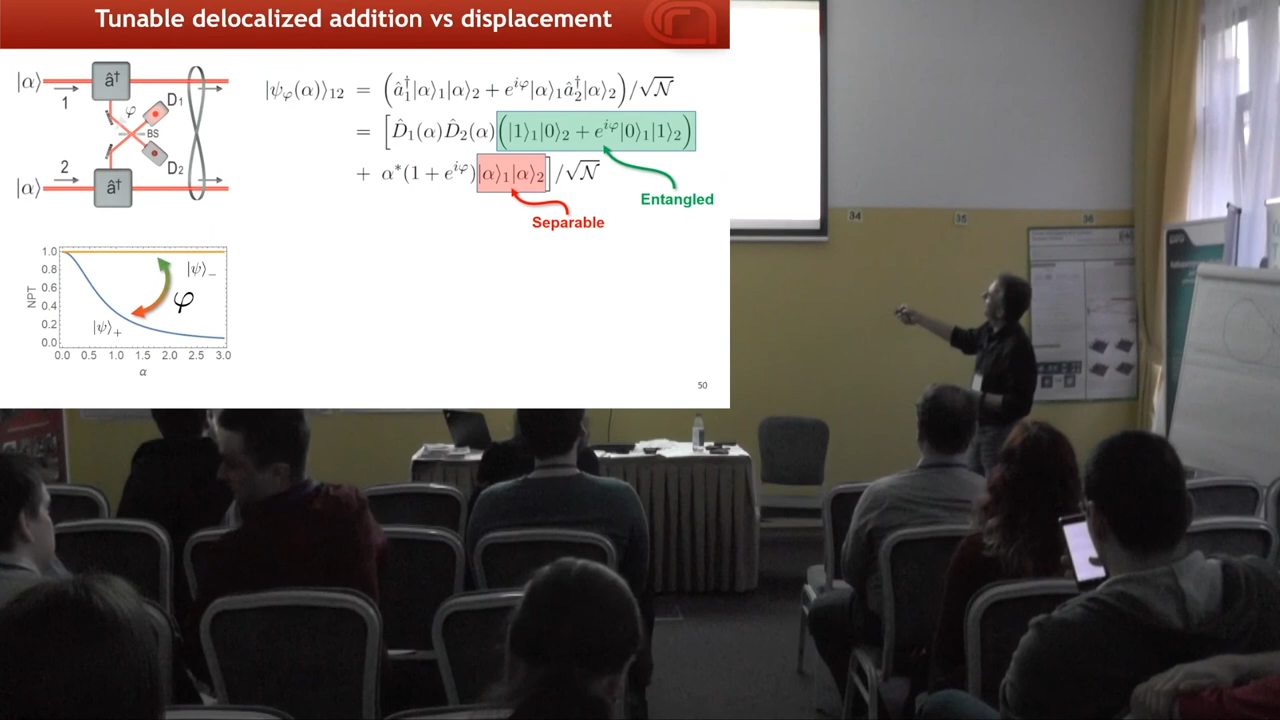 Tunable delocalized addition vs displacement
|α⟩
â†
1
φ
D₁
BS
D₂
2
|α⟩
â†
|ψ_φ(α)⟩₁₂ = (â₁†|α⟩₁|α⟩₂ + e^{iφ}|α⟩₁â₂†|α⟩₂)/√𝒩
= [D̂₁(α)D̂₂(α)(|1⟩₁|0⟩₂ + e^{iφ}|0⟩₁|1⟩₂)
+ α*(1 + e^{iφ})|α⟩₁|α⟩₂]/√𝒩
Entangled
Separable
NPT
1.0
0.8
0.6
0.4
0.2
0.0
|ψ⟩₋
φ
|ψ⟩₊
0.0 0.5 1.0 1.5 2.0 2.5 3.0
α
50
34
35
36